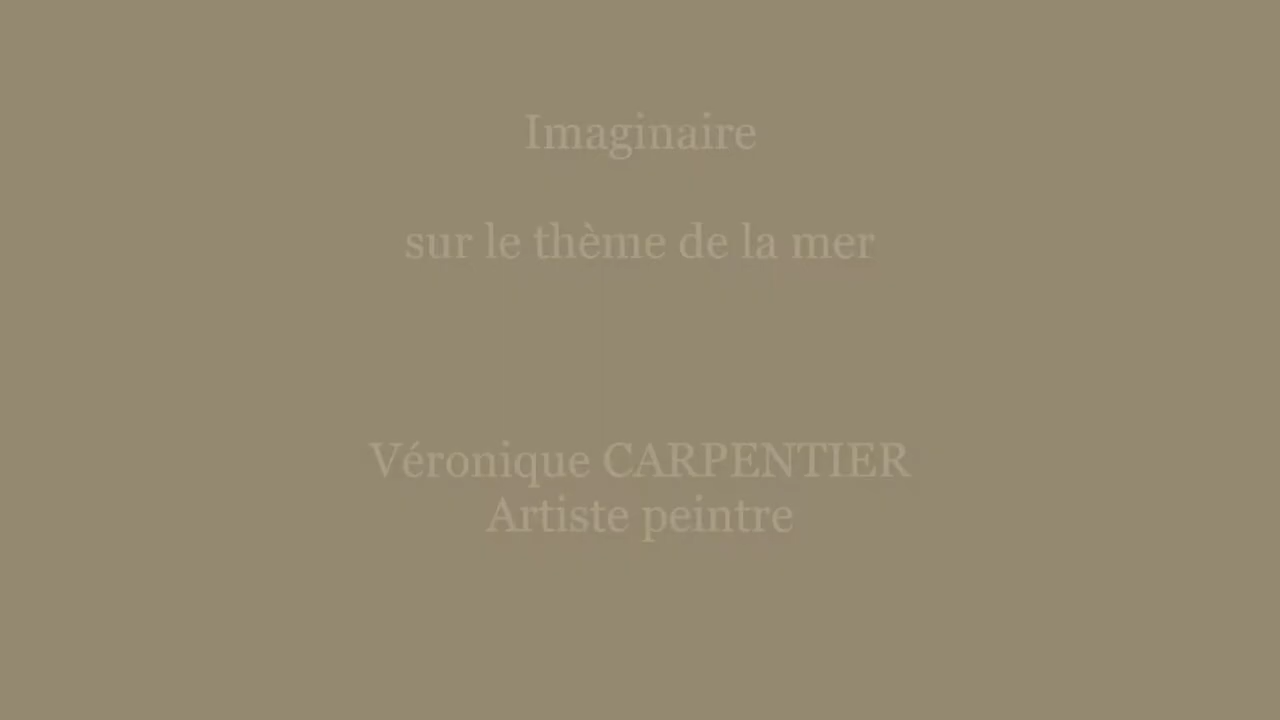 Imaginaire
sur le thème de la mer
Véronique CARPENTIER
Artiste peintre